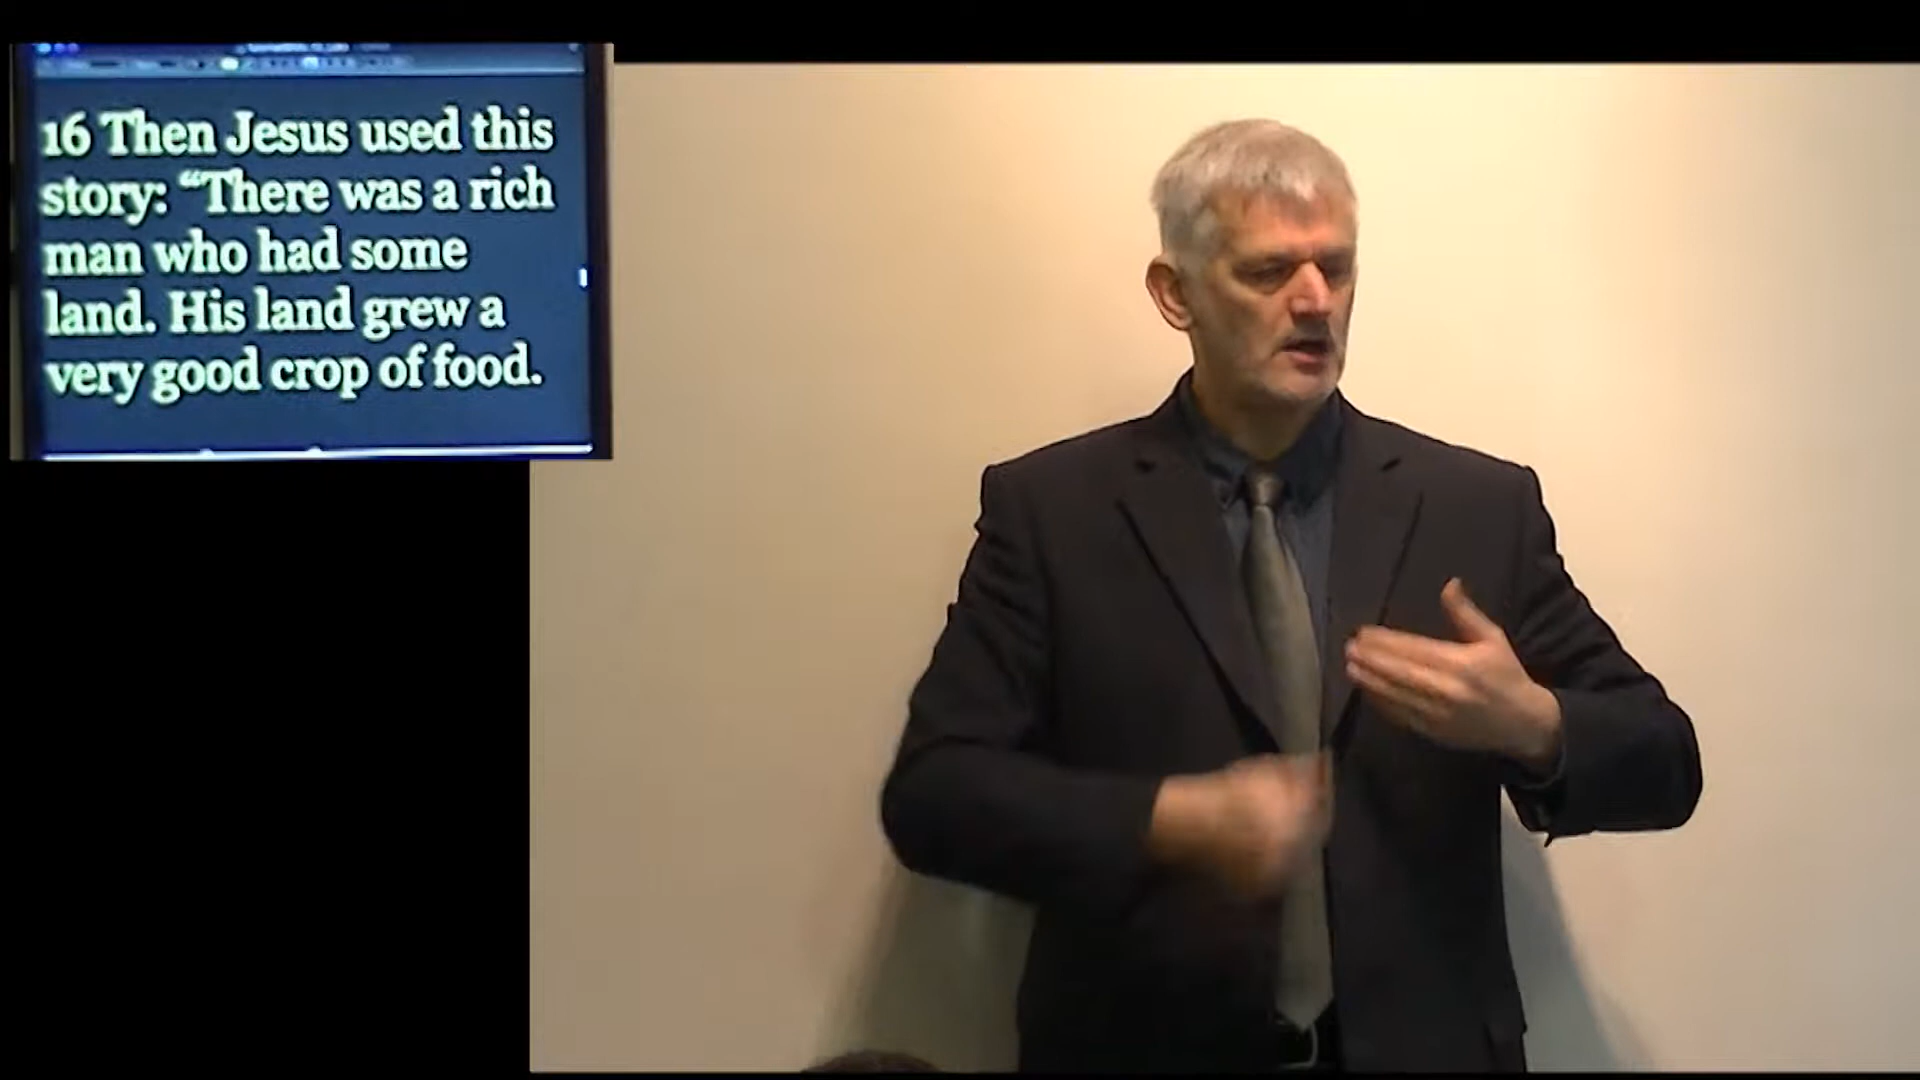 16 Then Jesus used this
story: “There was a rich
man who had some
land. His land grew a
very good crop of food.